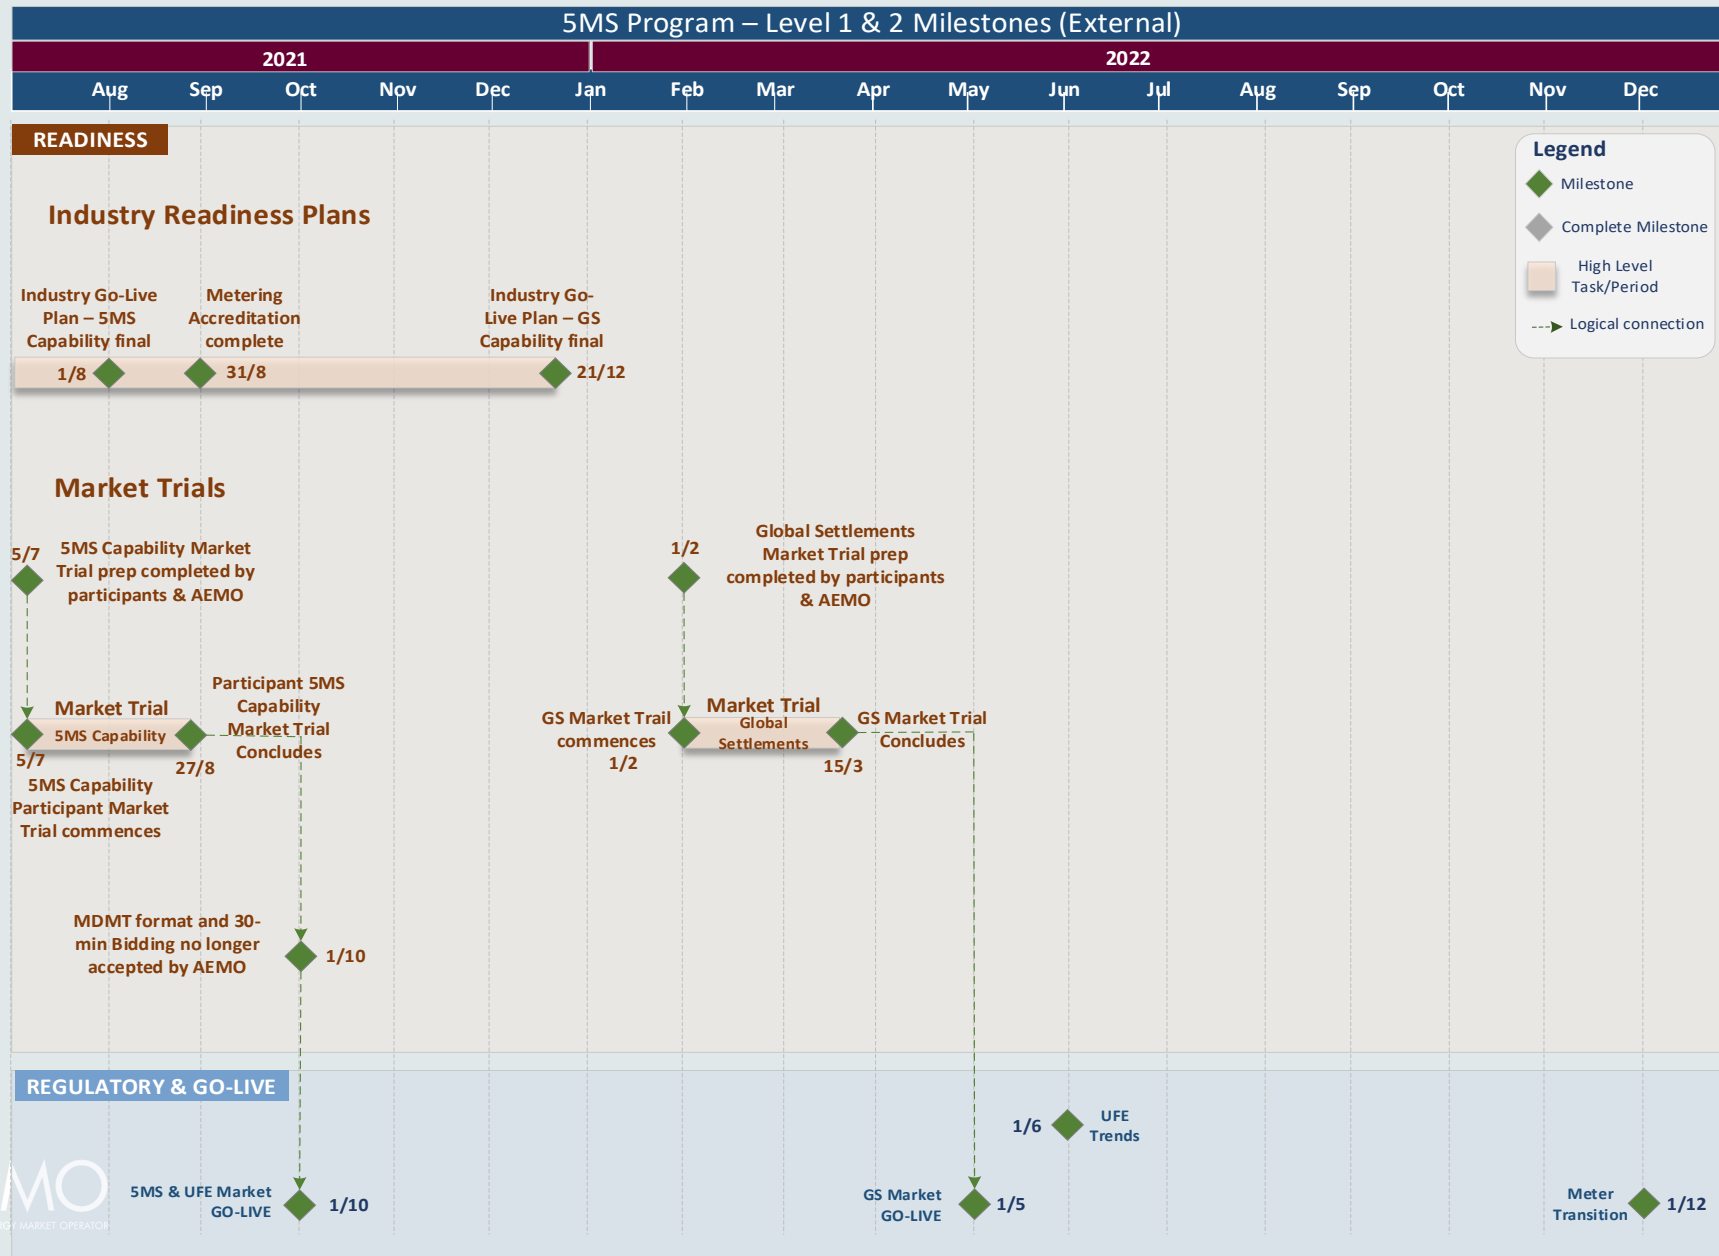 5MS Program – Level 1 & 2 Milestones (External)
2021
2022
Aug Sep Oct Nov Dec Jan Feb Mar Apr May Jun Jul Aug Sep Oct Nov Dec
READINESS
Legend
Milestone
Complete Milestone
High Level
Task/Period
Logical connection
Industry Readiness Plans
Industry Go-Live
Plan – 5MS
Capability final
1/8
Metering
Accreditation
complete
31/8
Industry Go-
Live Plan – GS
Capability final
21/12
Market Trials
5/7
5MS Capability Market
Trial prep completed by
participants & AEMO
1/2
Global Settlements
Market Trial prep
completed by participants
& AEMO
Market Trial
5MS Capability
5/7
5MS Capability
Participant Market
Trial commences
27/8
Participant 5MS
Capability
Market Trial
Concludes
GS Market Trail
commences
1/2
Market Trial
Global
Settlements
15/3
GS Market Trial
Concludes
MDMT format and 30-
min Bidding no longer
accepted by AEMO
1/10
REGULATORY & GO-LIVE
1/6
UFE
Trends
MO
GY MARKET OPERATOR
5MS & UFE Market
GO-LIVE
1/10
GS Market
GO-LIVE
1/5
Meter
Transition
1/12